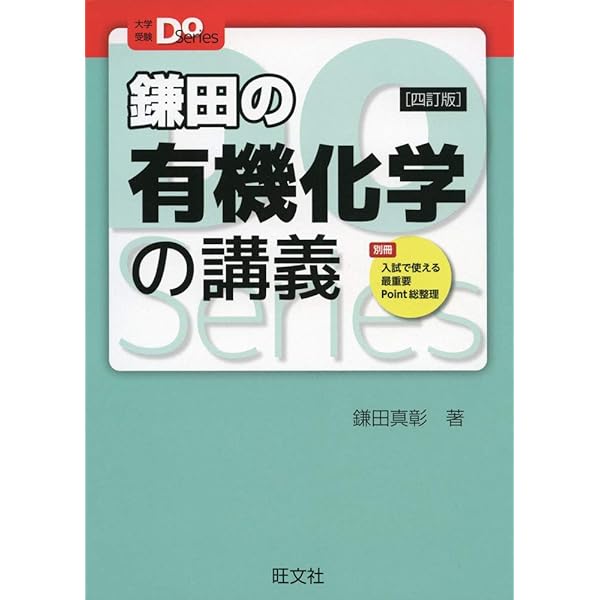 大学
受験
Do Series
鎌田の
[四訂版]
有機化学
の講義
別冊
入試で使える
最重要
Point 総整理
DO
Series
鎌田真彰 著
旺文社